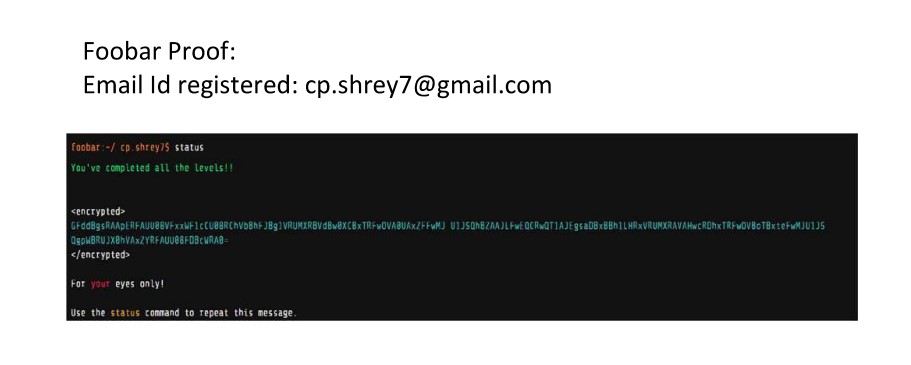 Foobar Proof:
Email Id registered: cp.shrey7@gmail.com
foobar:~/ cp.shrey7$ status
You've completed all the levels!!
<encrypted>
</encrypted>
For your eyes only!
Use the status command to repeat this message.